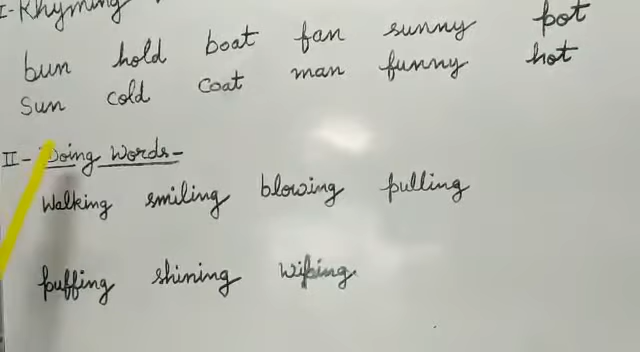 I- Rhyming
bun hold boat fan sunny pot
sun cold coat man funny hot
II- Doing Words-
Walking smiling blowing pulling
puffing shining wiping